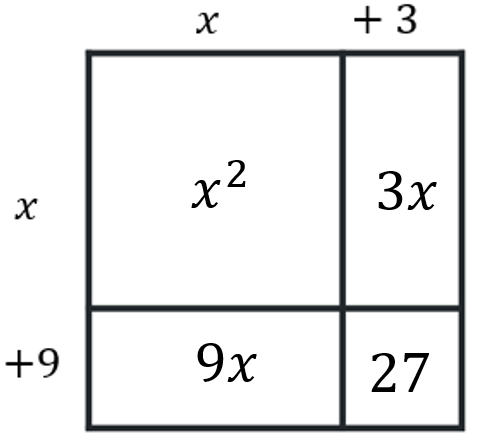 x + 3
x x² 3x
+9 9x 27